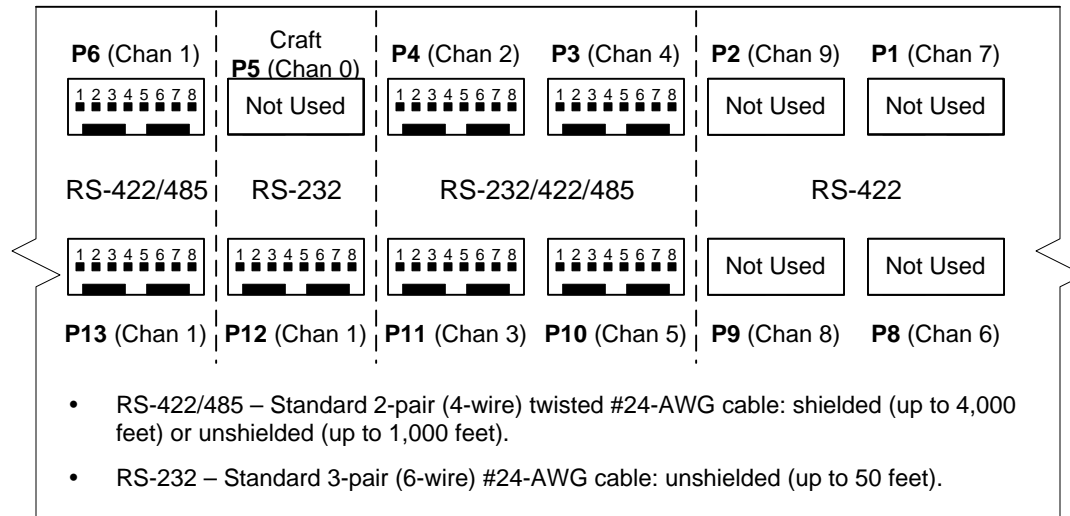 P6 (Chan 1) Craft P5 (Chan 0) P4 (Chan 2) P3 (Chan 4) P2 (Chan 9) P1 (Chan 7)
1 2 3 4 5 6 7 8 Not Used 1 2 3 4 5 6 7 8 1 2 3 4 5 6 7 8 Not Used Not Used
RS-422/485 RS-232 RS-232/422/485 RS-422
1 2 3 4 5 6 7 8 1 2 3 4 5 6 7 8 1 2 3 4 5 6 7 8 1 2 3 4 5 6 7 8 Not Used Not Used
P13 (Chan 1) P12 (Chan 1) P11 (Chan 3) P10 (Chan 5) P9 (Chan 8) P8 (Chan 6)
• RS-422/485 – Standard 2-pair (4-wire) twisted #24-AWG cable: shielded (up to 4,000
feet) or unshielded (up to 1,000 feet).
• RS-232 – Standard 3-pair (6-wire) #24-AWG cable: unshielded (up to 50 feet).